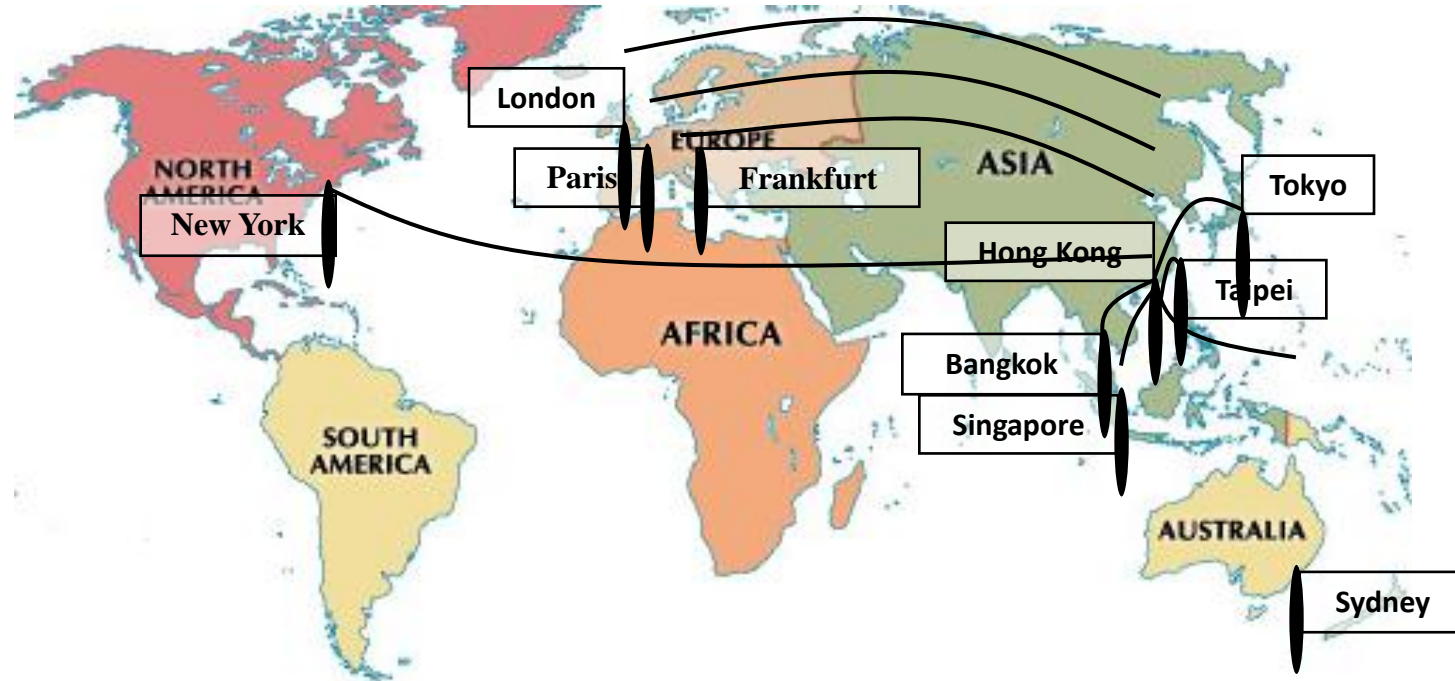 London
EUROPE
NORTH
AMERICA
ASIA
Paris
Frankfurt
Tokyo
New York
Hong Kong
Taipei
AFRICA
Bangkok
Singapore
SOUTH
AMERICA
AUSTRALIA
Sydney